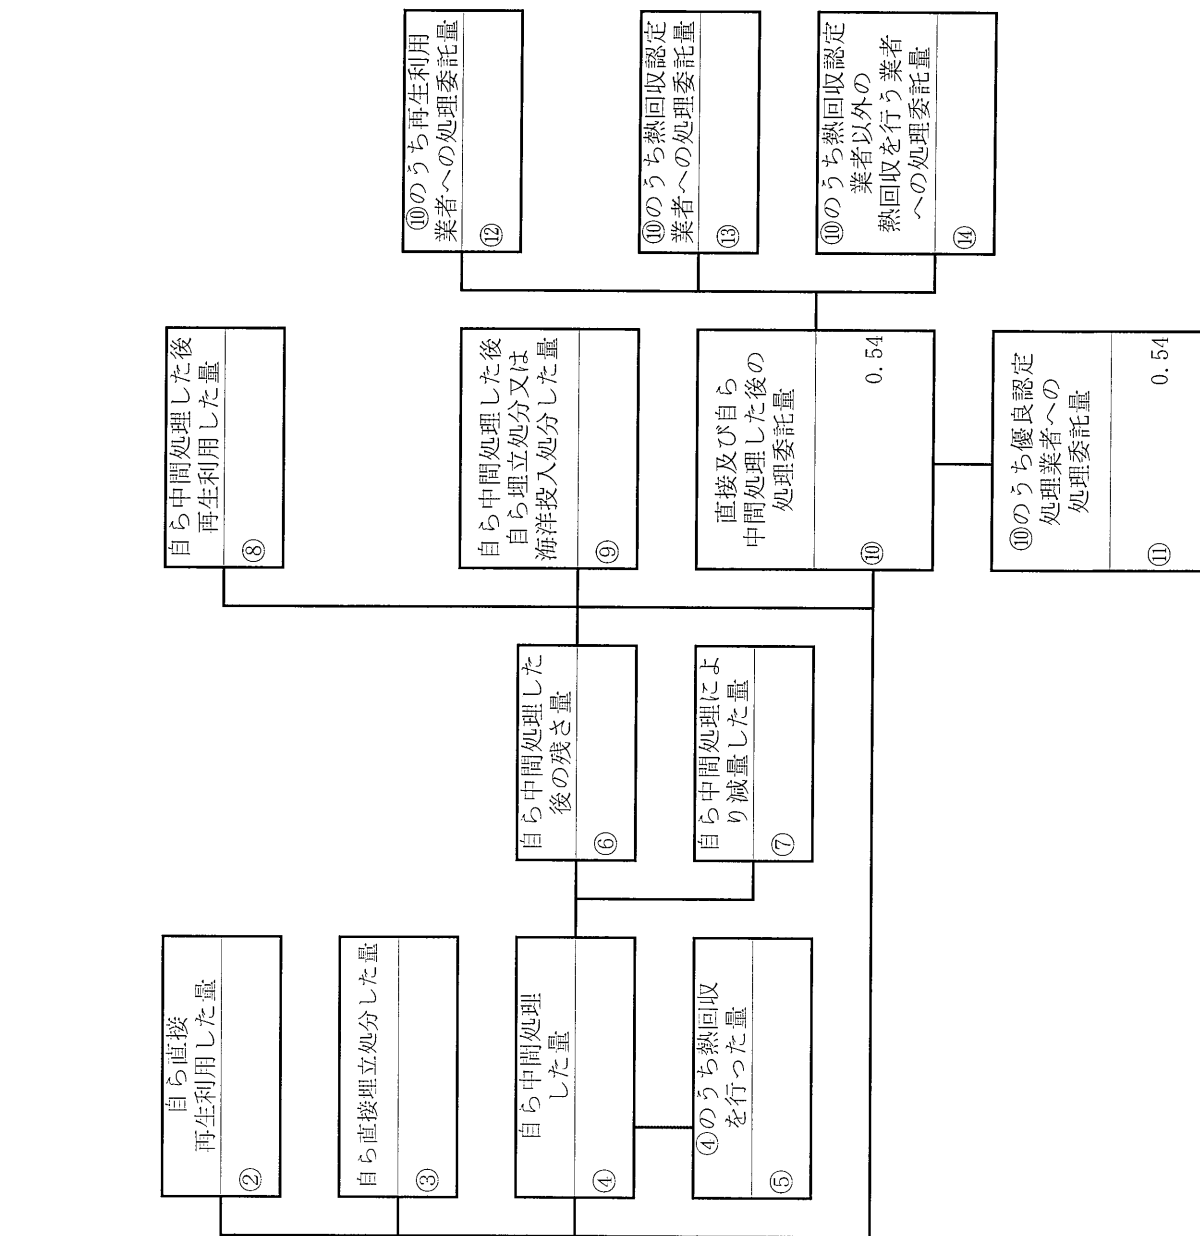 自ら直接
再生利用した量
②
自ら直接埋立処分した量
③
自ら中間処理
した量
④
④のうち熱回収
を行った量
⑤
自ら中間処理した
後の残さ量
⑥
自ら中間処理によ
り減量した量
⑦
自ら中間処理した後
再生利用した量
⑧
自ら中間処理した後
自ら埋立処分又は
海洋投入処分した量
⑨
直接及び自ら
中間処理した後の
処理委託量
⑩ 0.54
⑩のうち優良認定
処理業者への
処理委託量
⑪ 0.54
⑩のうち再生利用
業者への処理委託量
⑫
⑩のうち熱回収認定
業者への処理委託量
⑬
⑩のうち熱回収認定
業者以外の
熱回収を行う業者
への処理委託量
⑭